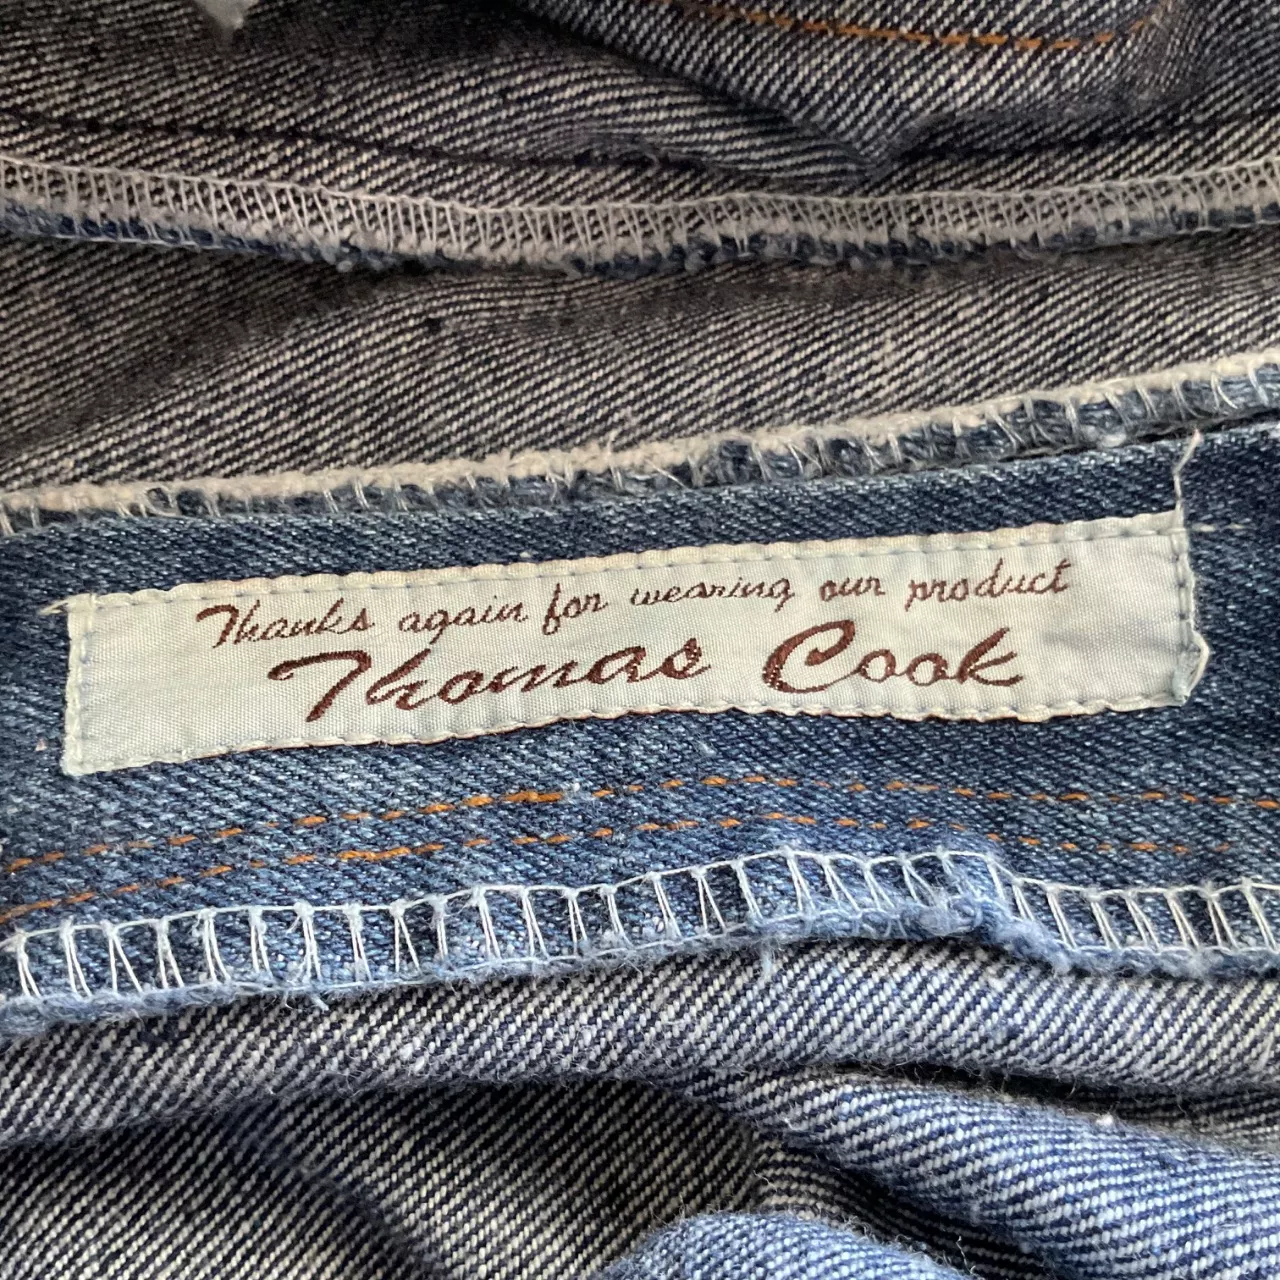 Thanks again for wearing our product
Thomas Cook